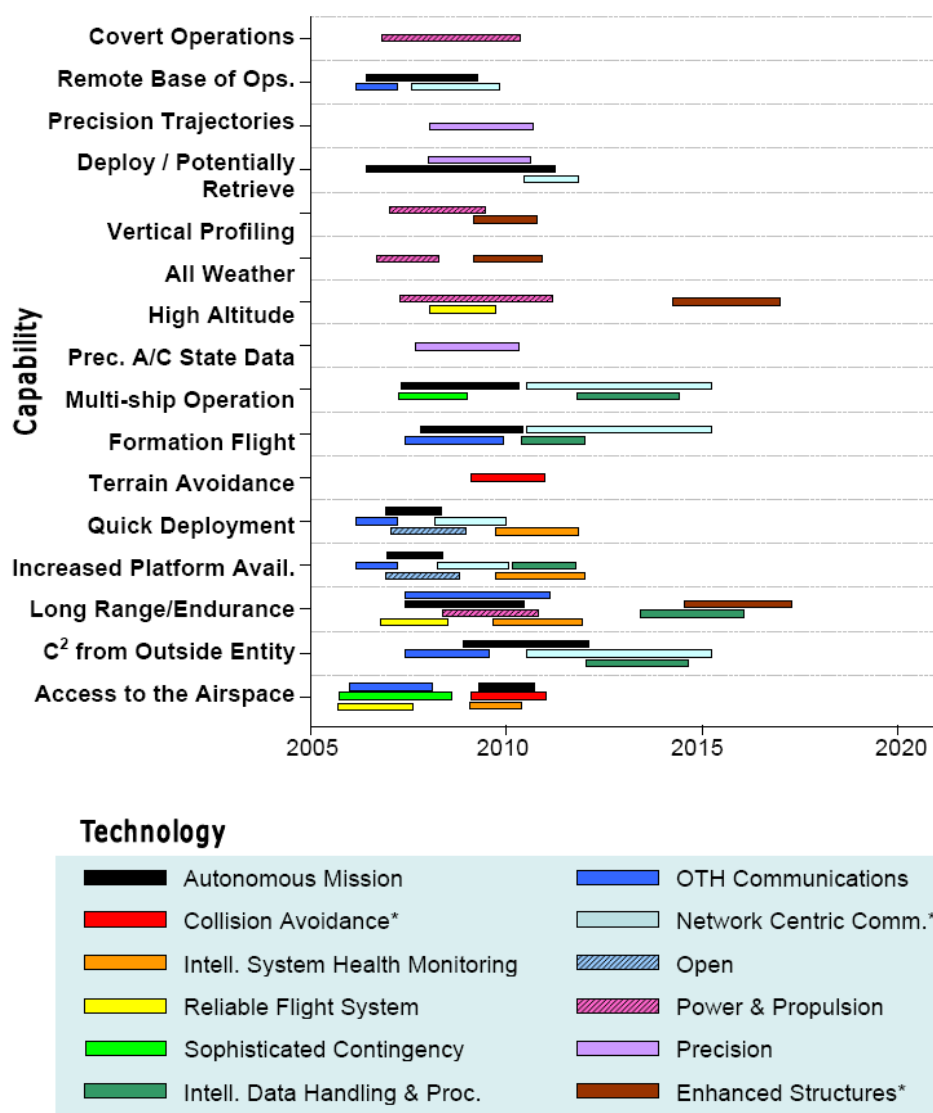 Capability
Covert Operations
Remote Base of Ops.
Precision Trajectories
Deploy / Potentially
Retrieve
Vertical Profiling
All Weather
High Altitude
Prec. A/C State Data
Multi-ship Operation
Formation Flight
Terrain Avoidance
Quick Deployment
Increased Platform Avail.
Long Range/Endurance
C² from Outside Entity
Access to the Airspace
2005 2010 2015 2020
Technology
Autonomous Mission OTH Communications
Collision Avoidance* Network Centric Comm.*
Intell. System Health Monitoring Open
Reliable Flight System Power & Propulsion
Sophisticated Contingency Precision
Intell. Data Handling & Proc. Enhanced Structures*